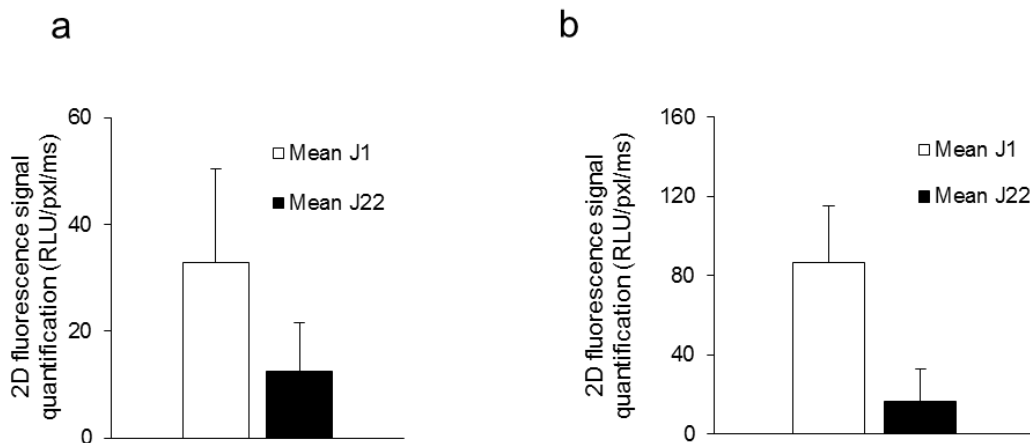 a
2D fluorescence signal
quantification (RLU/pxl/ms)
60
40
20
0
Mean J1
Mean J22
b
2D fluorescence signal
quantification (RLU/pxl/ms)
160
120
80
40
0
Mean J1
Mean J22